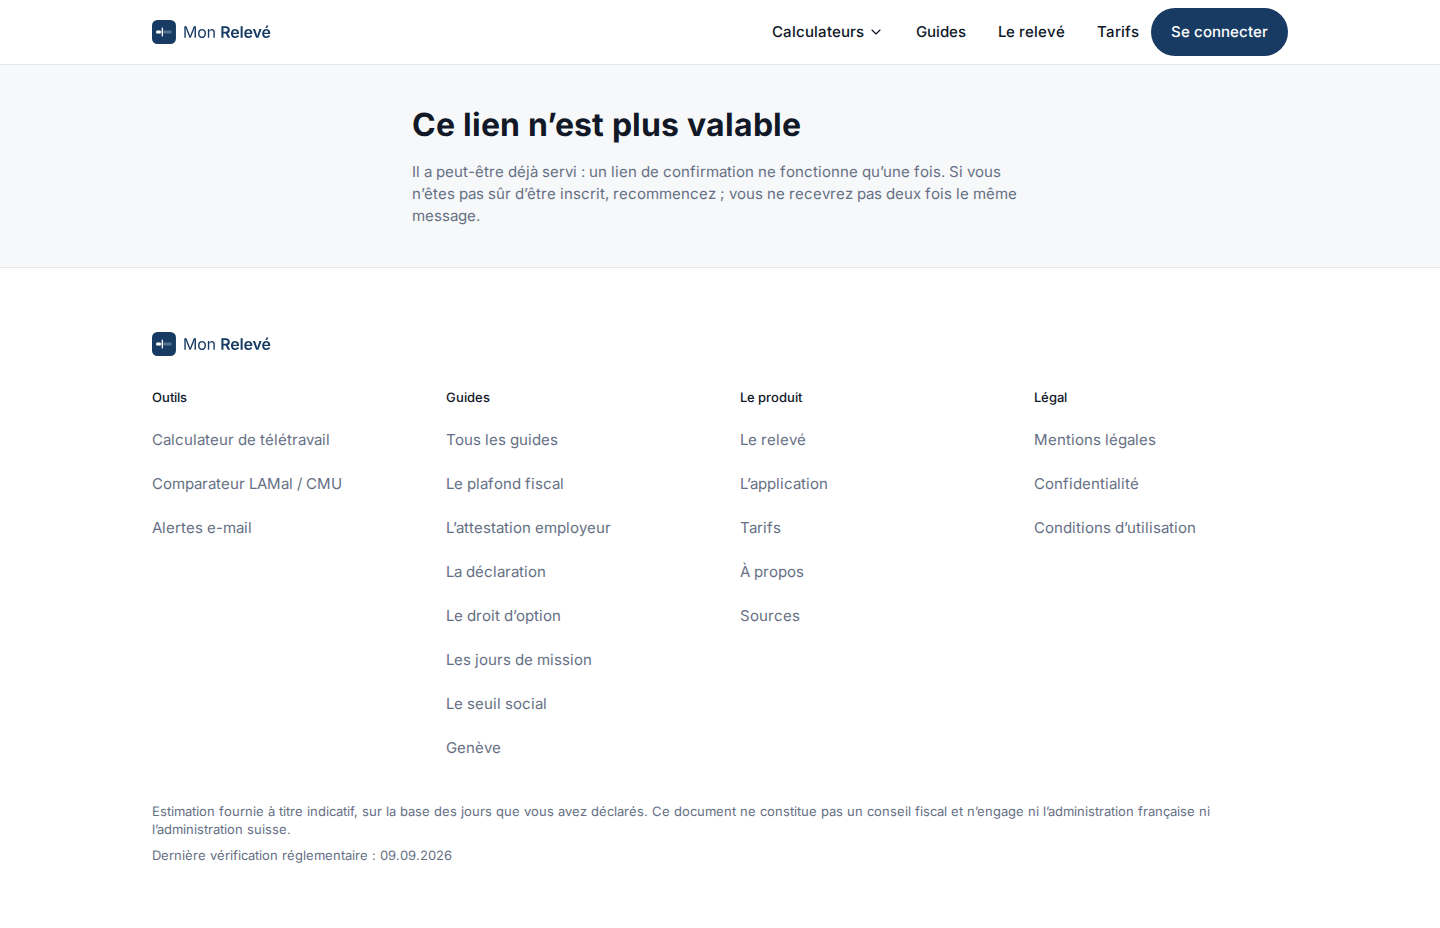 Mon Relevé
Calculateurs
Guides
Le relevé
Tarifs
Se connecter
Ce lien n’est plus valable
Il a peut-être déjà servi : un lien de confirmation ne fonctionne qu’une fois. Si vous
n’êtes pas sûr d’être inscrit, recommencez ; vous ne recevrez pas deux fois le même
message.
Mon Relevé
Outils
Calculateur de télétravail
Comparateur LAMal / CMU
Alertes e-mail
Guides
Tous les guides
Le plafond fiscal
L’attestation employeur
La déclaration
Le droit d’option
Les jours de mission
Le seuil social
Genève
Le produit
Le relevé
L’application
Tarifs
À propos
Sources
Légal
Mentions légales
Confidentialité
Conditions d’utilisation
Estimation fournie à titre indicatif, sur la base des jours que vous avez déclarés. Ce document ne constitue pas un conseil fiscal et n’engage ni l’administration française ni
l’administration suisse.
Dernière vérification réglementaire : 09.09.2026